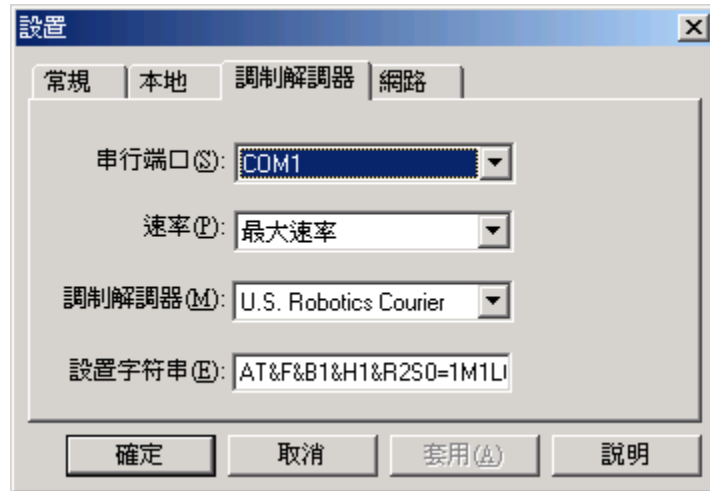 設置
常規 本地 調制解調器 網路
串行端口(S): COM1
速率(P): 最大速率
調制解調器(M): U.S. Robotics Courier
設置字符串(E): AT&F&B1&H1&R2S0=1M1L
確定 取消 套用(A) 說明